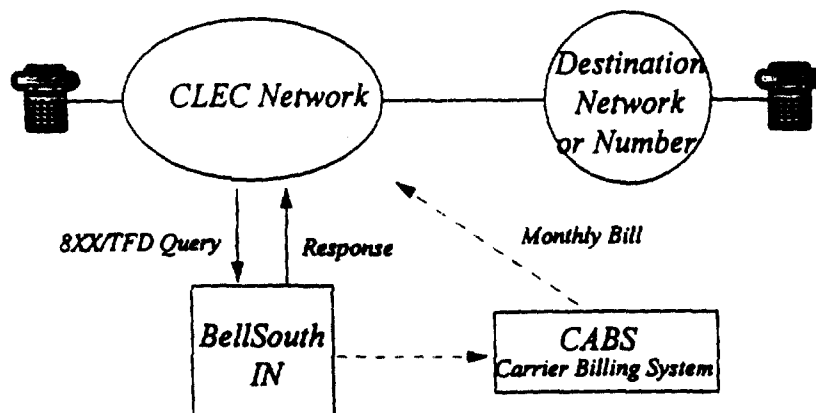 CLEC Network
Destination
Network
or Number
8XX/TFD Query
Response
Monthly Bill
BellSouth
IN
CABS
Carrier Billing System